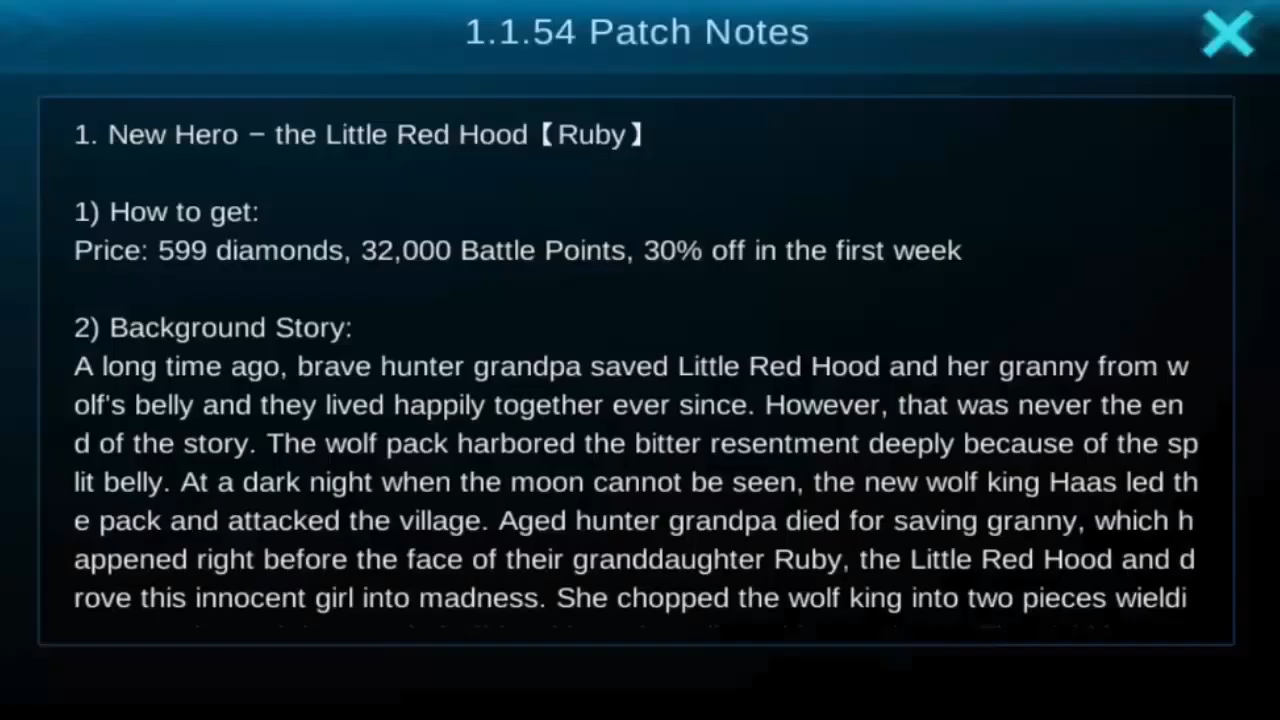 1.1.54 Patch Notes
1. New Hero – the Little Red Hood【Ruby】
1) How to get:
Price: 599 diamonds, 32,000 Battle Points, 30% off in the first week
2) Background Story:
A long time ago, brave hunter grandpa saved Little Red Hood and her granny from w
olf's belly and they lived happily together ever since. However, that was never the en
d of the story. The wolf pack harbored the bitter resentment deeply because of the sp
lit belly. At a dark night when the moon cannot be seen, the new wolf king Haas led th
e pack and attacked the village. Aged hunter grandpa died for saving granny, which h
appened right before the face of their granddaughter Ruby, the Little Red Hood and d
rove this innocent girl into madness. She chopped the wolf king into two pieces wieldi